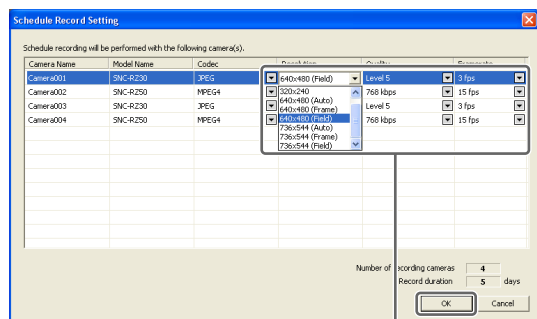 Schedule Record Setting
Schedule recording will be performed with the following camera(s).
Camera Name Model Name Codec Resolution Quality Framerate
Camera001 SNC-RZ30 JPEG 640x480 (Field) Level 5 3 fps
Camera002 SNC-RZ50 MPEG4 320x240 768 kbps 15 fps
640x480 (Auto)
Camera003 SNC-RZ30 JPEG 640x480 (Frame) Level 5 3 fps
640x480 (Field)
Camera004 SNC-RZ50 MPEG4 736x544 (Auto) 768 kbps 15 fps
736x544 (Frame)
736x544 (Field)
Number of recording cameras 4
Record duration 5 days
OK Cancel